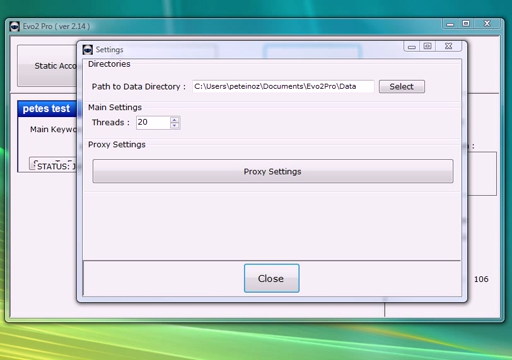 Evo2 Pro ( ver 2.14 )
Settings
Static Acco
Directories
Path to Data Directory :
C:\Users\peteinoz\Documents\Evo2Pro\Data
Select
petes test
Main Keywo
Main Settings
Threads :
20
Proxy Settings
STATUS:
Proxy Settings
106
Close